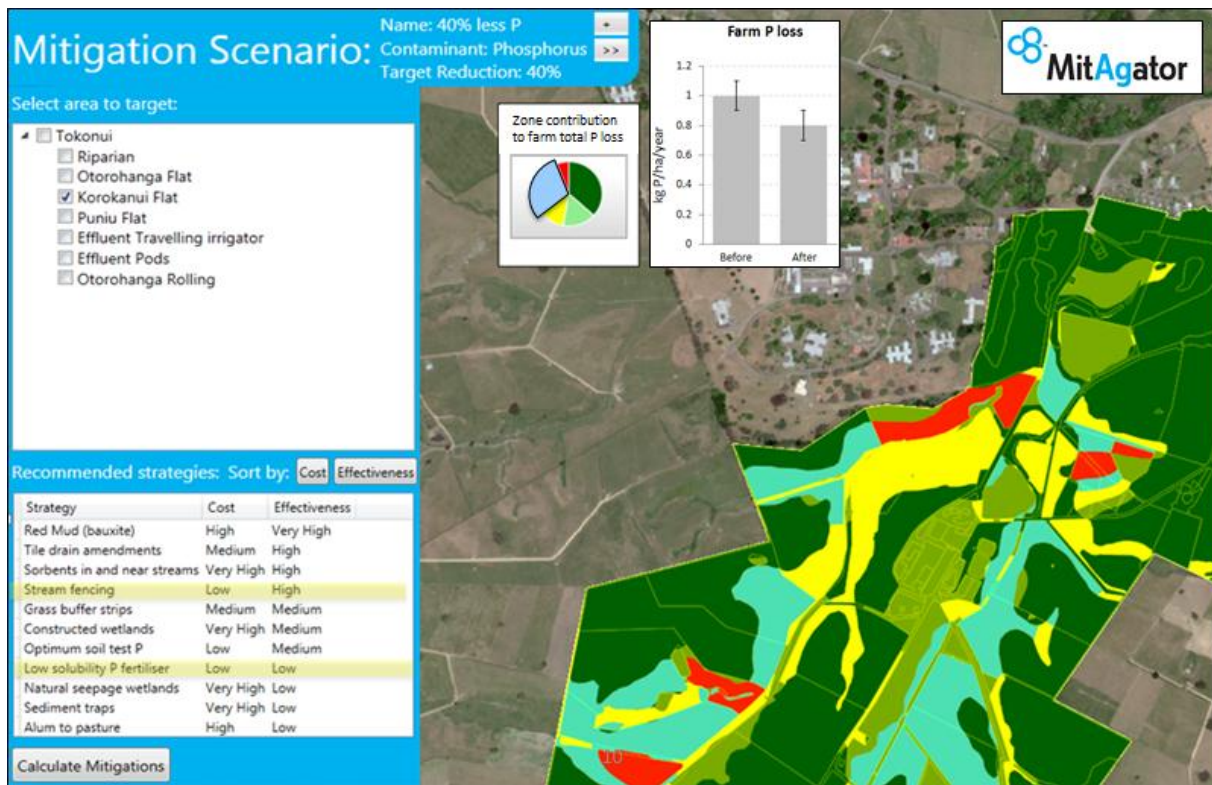 Mitigation Scenario:
Name: 40% less P
Contaminant: Phosphorus
Target Reduction: 40%
+
>>
Select area to target:
Tokonui
Riparian
Otorohanga Flat
Korokanui Flat
Puniu Flat
Effluent Travelling irrigator
Effluent Pods
Otorohanga Rolling
Recommended strategies: Sort by: Cost Effectiveness
Strategy Cost Effectiveness
Red Mud (bauxite) High Very High
Tile drain amendments Medium High
Sorbents in and near streams Very High High
Stream fencing Low High
Grass buffer strips Medium Medium
Constructed wetlands Very High Medium
Optimum soil test P Low Medium
Low solubility P fertiliser Low Low
Natural seepage wetlands Very High Low
Sediment traps Very High Low
Alum to pasture High Low
Calculate Mitigations
Zone contribution
to farm total P loss
Farm P loss
kg P/ha/year
1.2
1
0.8
0.6
0.4
0.2
0
Before After
MitAgator
10